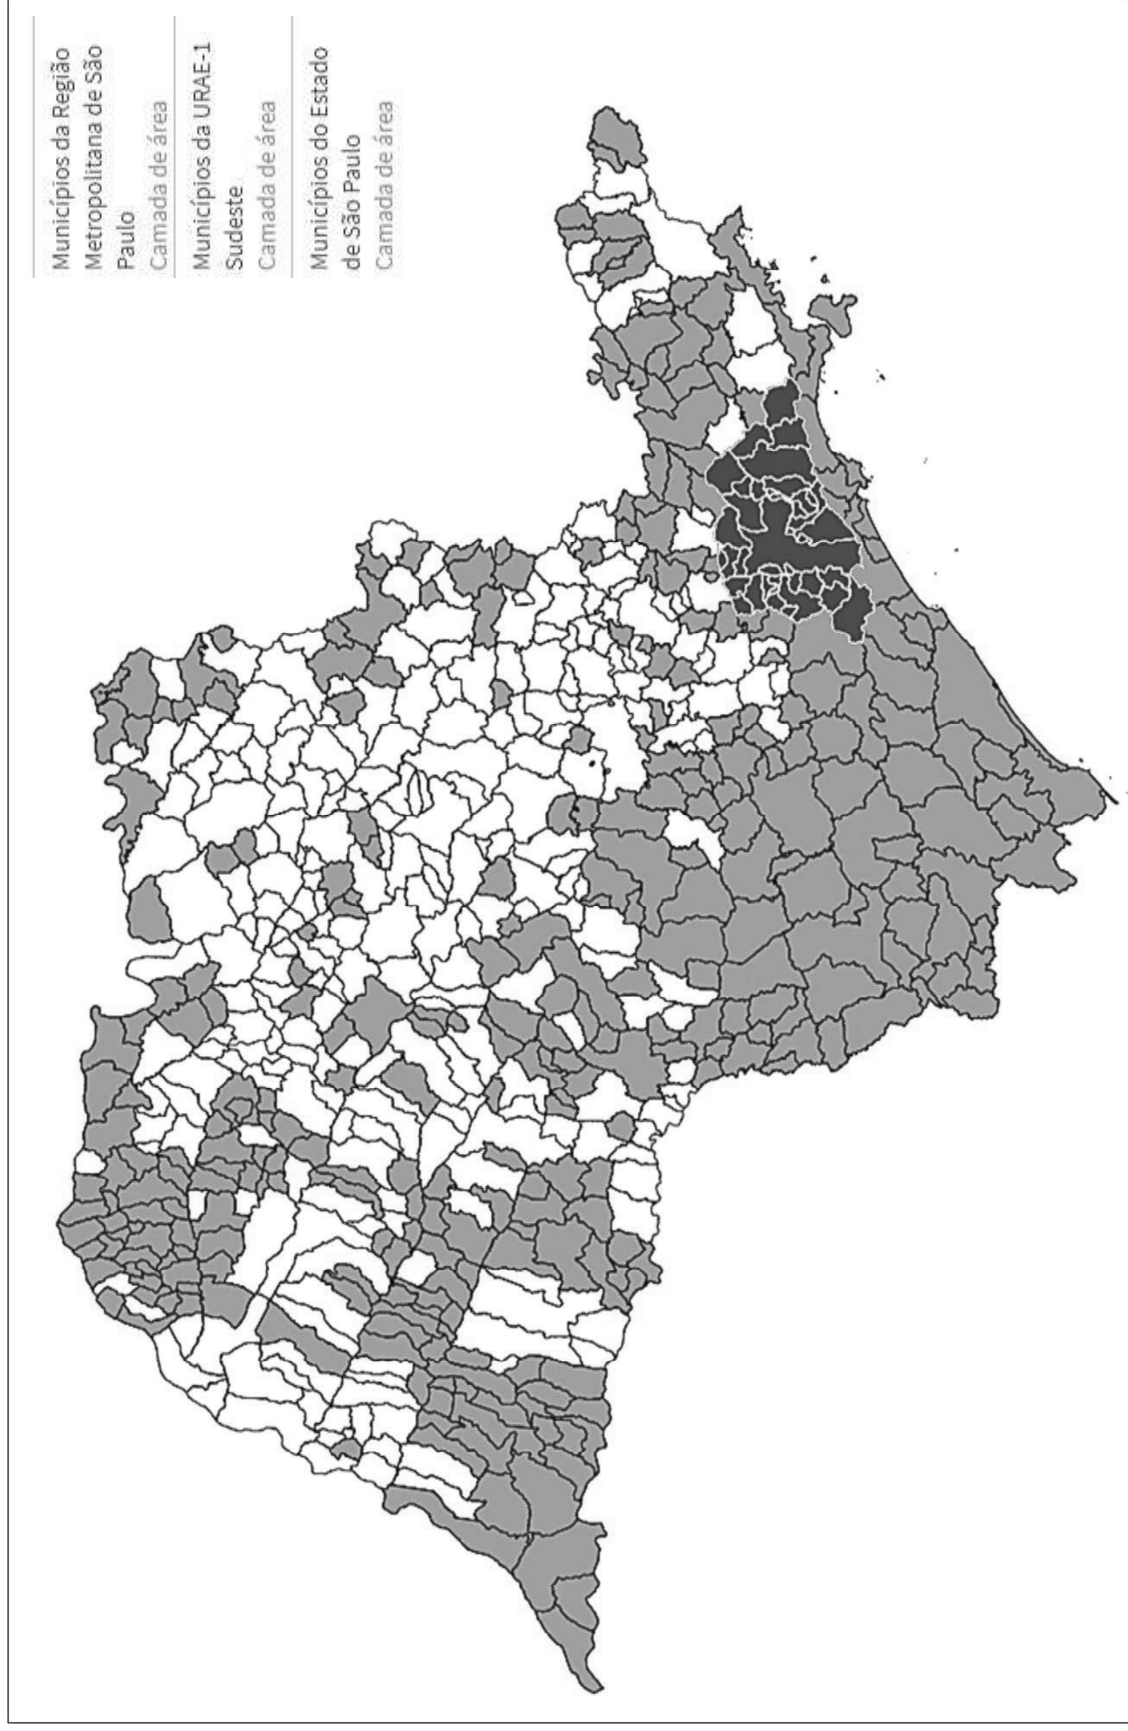 Municípios da Região
Metropolitana de São
Paulo
Camada de área
Municípios da URAE-1
Sudeste
Camada de área
Municípios do Estado
de São Paulo
Camada de área